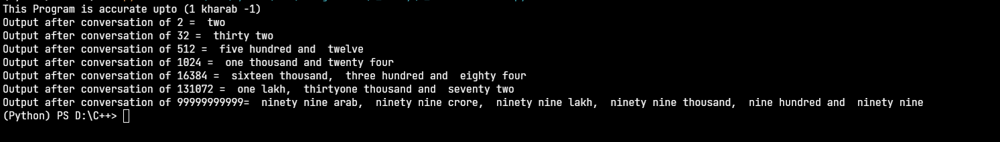 This Program is accurate upto (1 kharab -1)
Output after conversation of 2 =  two
Output after conversation of 32 =  thirty two
Output after conversation of 512 =  five hundred and  twelve
Output after conversation of 1024 =  one thousand and twenty four
Output after conversation of 16384 =  sixteen thousand,  three hundred and  eighty four
Output after conversation of 131072 =  one lakh,  thirtyone thousand and  seventy two
Output after conversation of 99999999999=  ninety nine arab,  ninety nine crore,  ninety nine lakh,  ninety nine thousand,  nine hundred and  ninety nine
(Python) PS D:\C++>